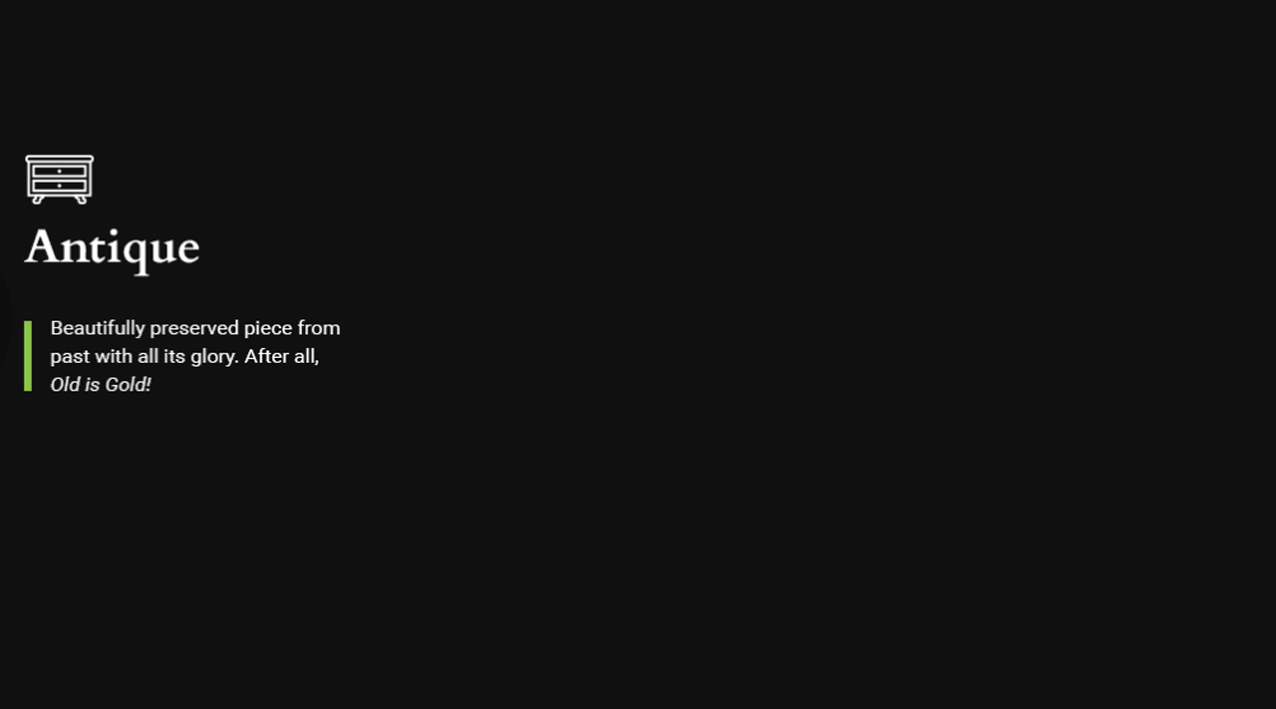 Antique
Beautifully preserved piece from
past with all its glory. After all,
Old is Gold!